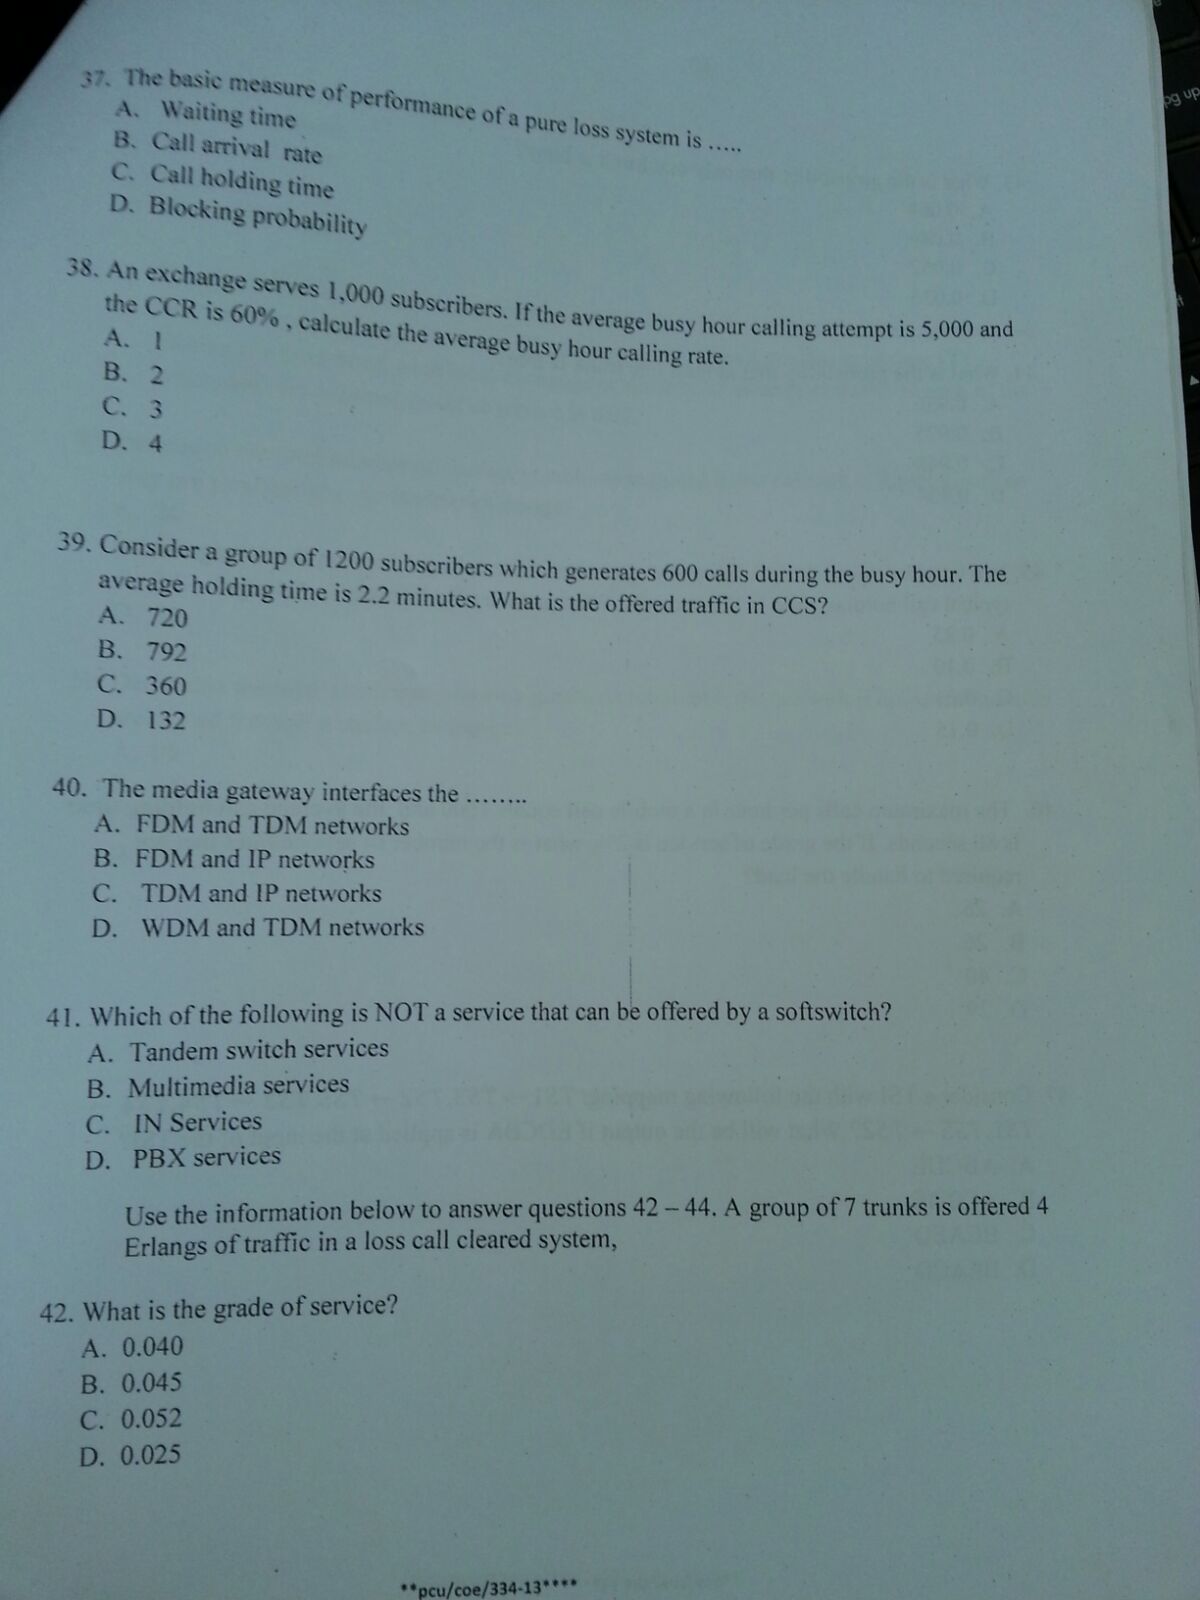 37. The basic measure of performance of a pure loss system is .....
A. Waiting time
B. Call arrival rate
C. Call holding time
D. Blocking probability
38. An exchange serves 1,000 subscribers. If the average busy hour calling attempt is 5,000 and
the CCR is 60% , calculate the average busy hour calling rate.
A. 1
B. 2
C. 3
D. 4
39. Consider a group of 1200 subscribers which generates 600 calls during the busy hour. The
average holding time is 2.2 minutes. What is the offered traffic in CCS?
A. 720
B. 792
C. 360
D. 132
40. The media gateway interfaces the ........
A. FDM and TDM networks
B. FDM and IP networks
C. TDM and IP networks
D. WDM and TDM networks
41. Which of the following is NOT a service that can be offered by a softswitch?
A. Tandem switch services
B. Multimedia services
C. IN Services
D. PBX services
Use the information below to answer questions 42 – 44. A group of 7 trunks is offered 4
Erlangs of traffic in a loss call cleared system,
42. What is the grade of service?
A. 0.040
B. 0.045
C. 0.052
D. 0.025
**pcu/coe/334-13****
pg up